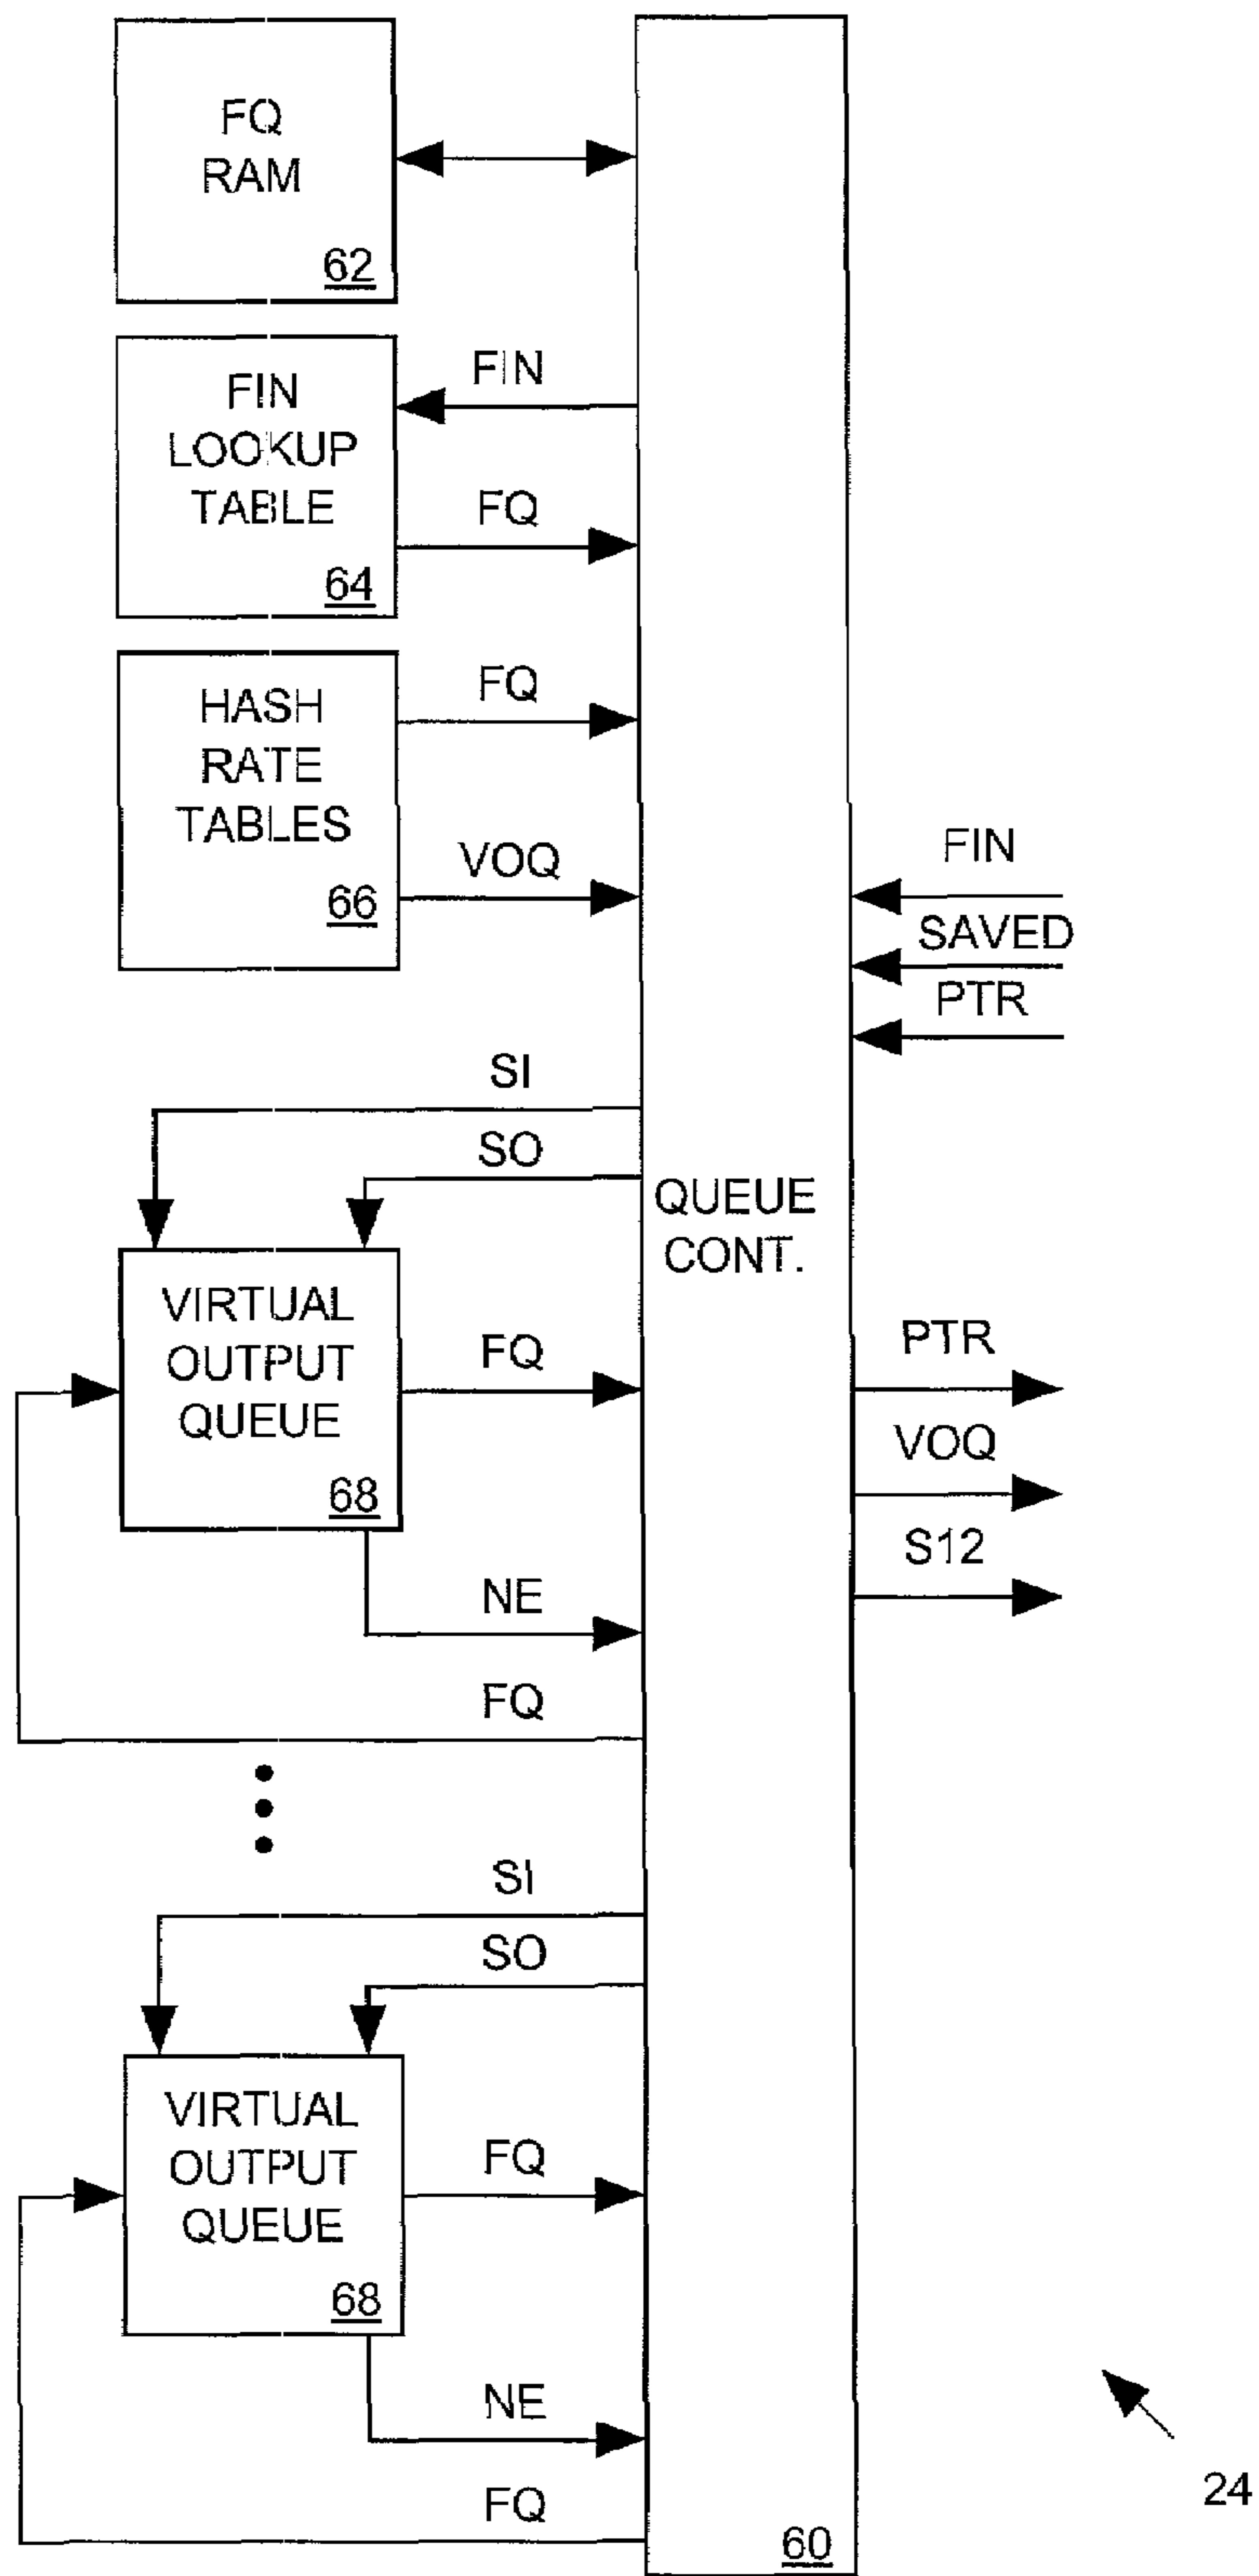 FQ
RAM
62
FIN
LOOKUP
TABLE
64
FIN
FQ
HASH
RATE
TABLES
66
FQ
VOQ
FIN
SAVED
PTR
SI
SO
QUEUE
CONT.
VIRTUAL
OUTPUT
QUEUE
68
FQ
NE
FQ
PTR
VOQ
S12
SI
SO
VIRTUAL
OUTPUT
QUEUE
68
FQ
NE
FQ
60
24